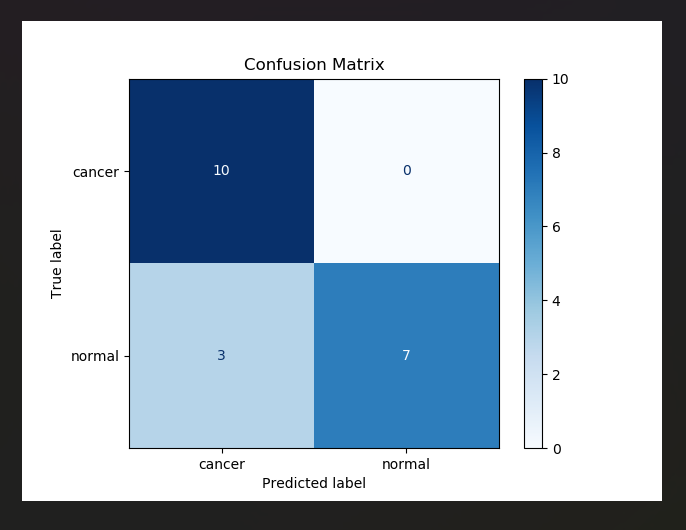 Confusion Matrix
cancer
10
0
normal
3
7
cancer
normal
True label
Predicted label
10
8
6
4
2
0